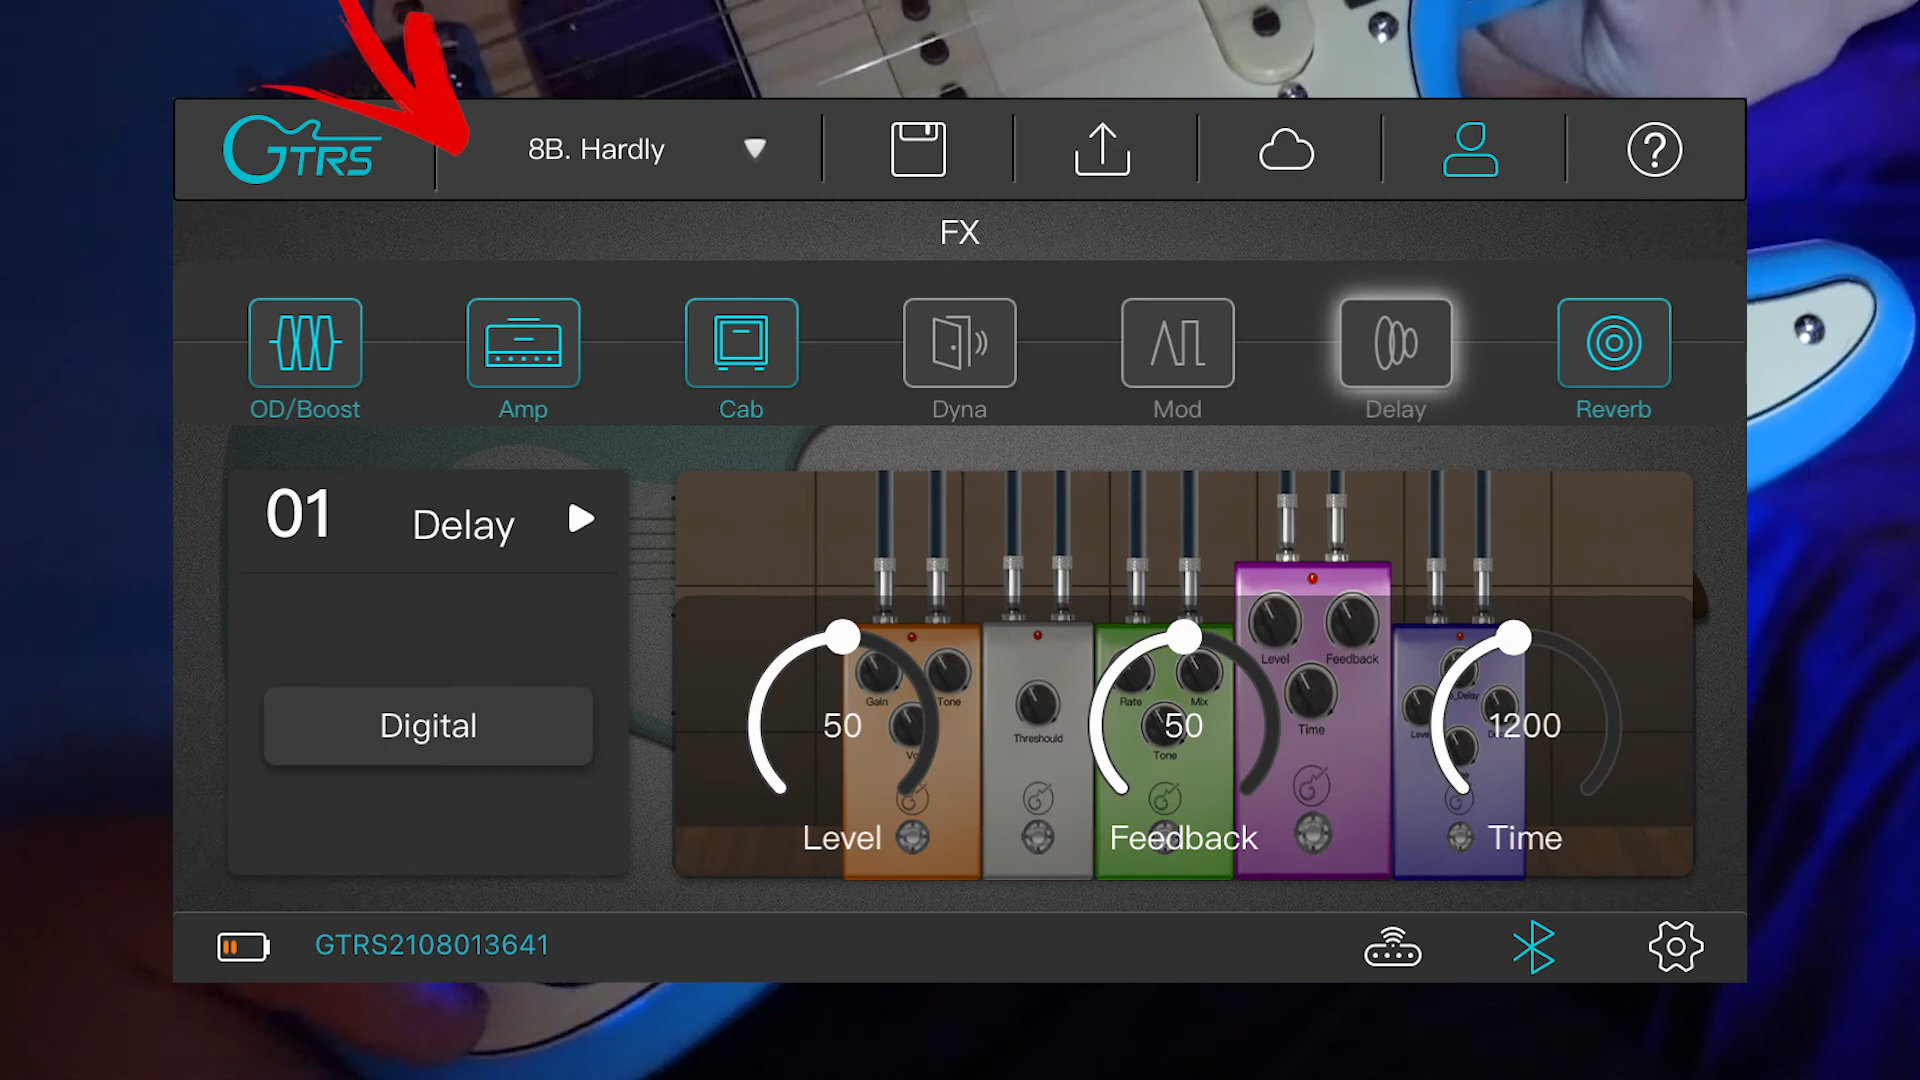 GTRS
8B. Hardly
FX
OD/Boost
Amp
Cab
Dyna
Mod
Delay
Reverb
01
Delay
Digital
Gain
Tone
Threshould
Rate
Mix
Tone
Level
Feedback
Time
50
50
1200
Level
Feedback
Time
GTRS2108013641